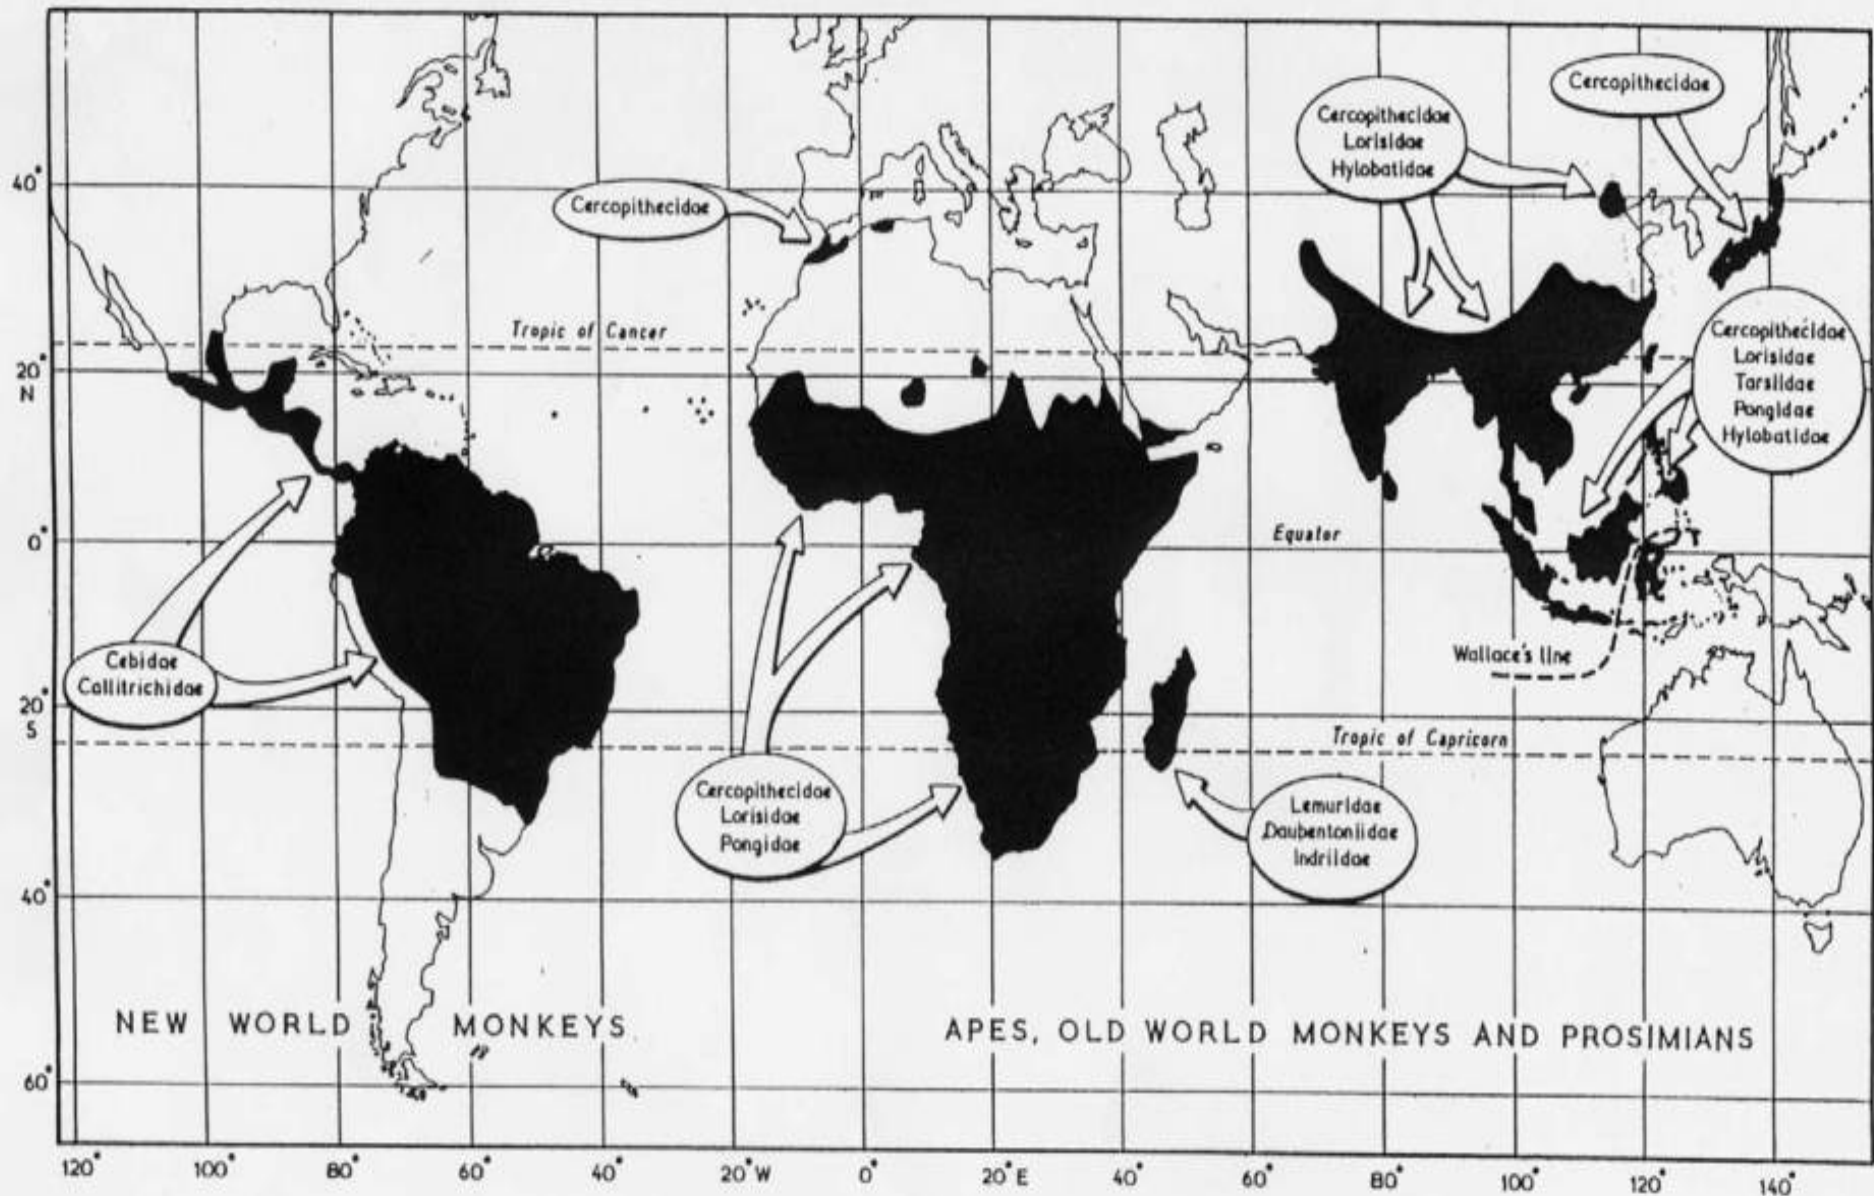 Cercopithecidae
Cercopithecidae
Lorisidae
Hylobatidae
Cercopithecidae
40°
Tropic of Cancer
20°
N
Cercopithecidae
Lorisidae
Tarsiidae
Pongidae
Hylobatidae
0°
Equator
Cebidae
Callitrichidae
Wallace's line
20°
S
Tropic of Capricorn
Cercopithecidae
Lorisidae
Pongidae
Lemuridae
Daubentoniidae
Indriidae
40°
NEW WORLD MONKEYS
APES, OLD WORLD MONKEYS AND PROSIMIANS
60°
120° 100° 80° 60° 40° 20°W 0° 20°E 40° 60° 80° 100° 120° 140°